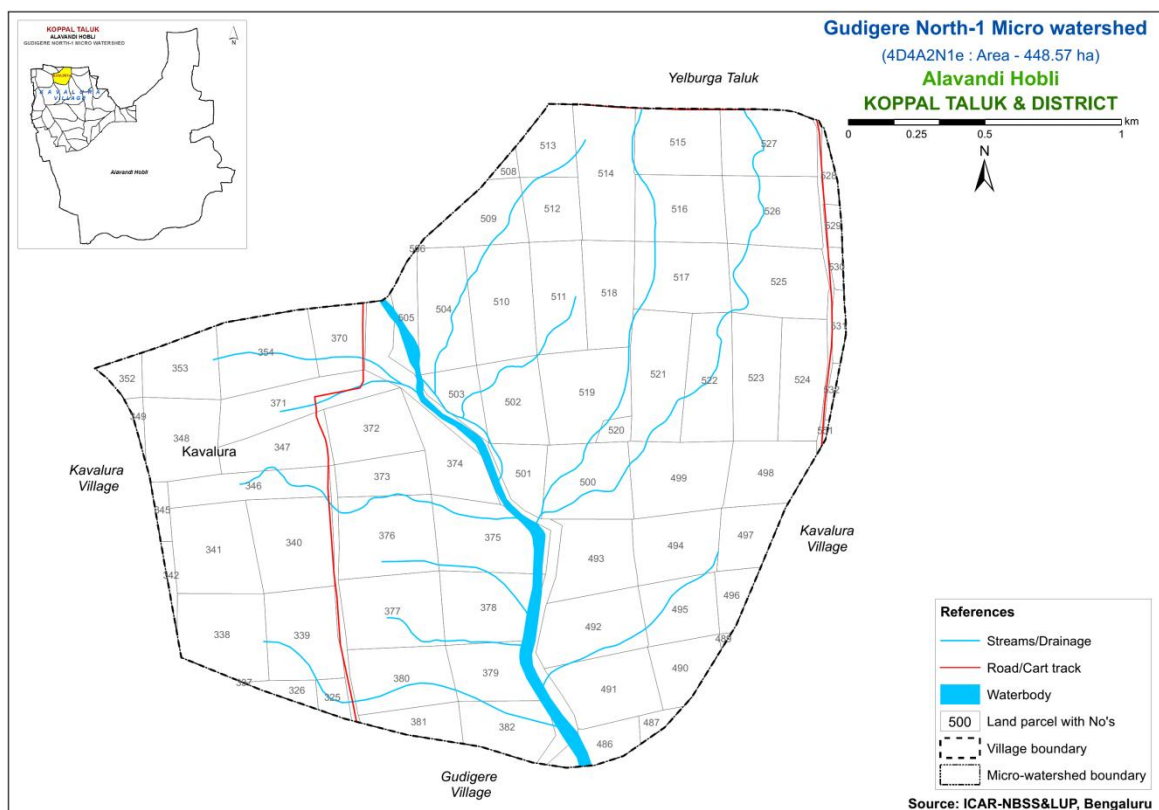 KOPPAL TALUK
ALAVANDI HOBLI
GUDIGERE NORTH-1 MICRO WATERSHED
N
KAVALURA
VILLAGE
Alavandi Hobli
Gudigere North-1 Micro watershed
(4D4A2N1e : Area - 448.57 ha)
Alavandi Hobli
KOPPAL TALUK & DISTRICT
km
0 0.25 0.5 1
N
Yelburga Taluk
513 515 527
508 514 528
512 516 526
509 529
517 530
504 510 511 518 525
505 531
370
354
353
352 521 522 523 524
503 502 519
371
349 372 520
348 347
Kavalura
374 501 500 499 498
373
346
Kavalura
Village
345
341 340 376 375 493 494 497
Kavalura
Village
342
377 378 492 495 496
338 339 490
380 379 491
326 325
381 382 486 487
Gudigere
Village
References
Streams/Drainage
Road/Cart track
Waterbody
500 Land parcel with No's
Village boundary
Micro-watershed boundary
Source: ICAR-NBSS&LUP, Bengaluru